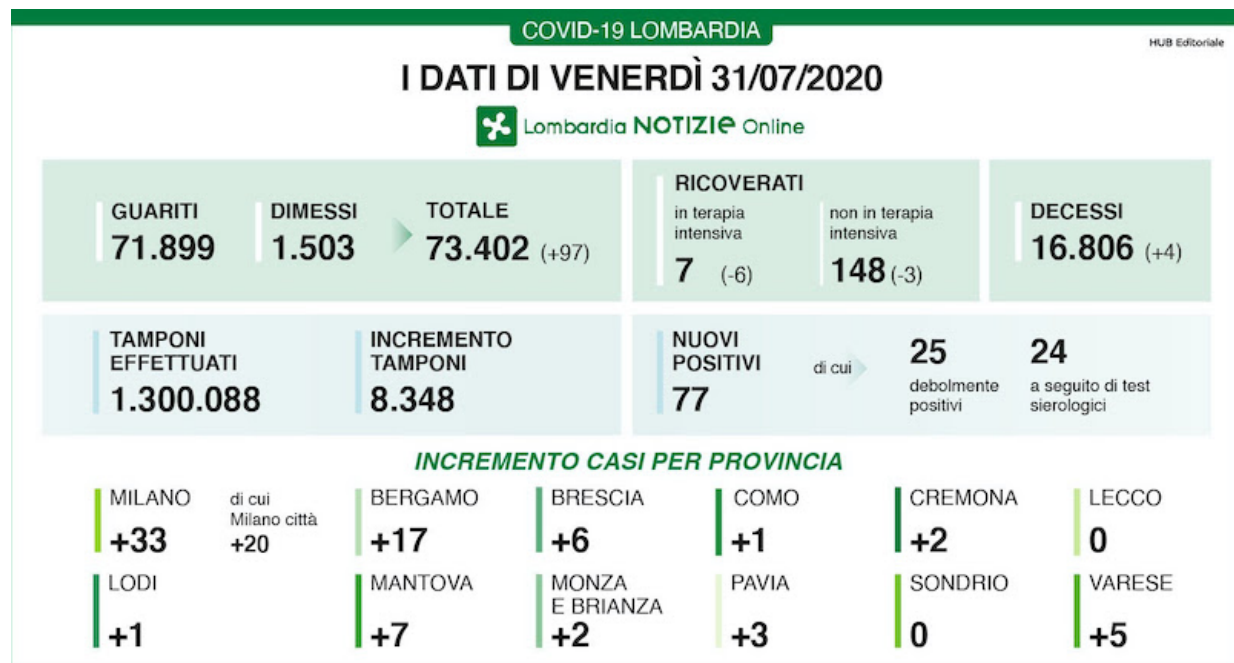 COVID-19 LOMBARDIA
HUB Editoriale
I DATI DI VENERDÌ 31/07/2020
Lombardia NOTIZIE Online
GUARITI
71.899
DIMESSI
1.503
TOTALE
73.402 (+97)
RICOVERATI
in terapia
intensiva
7 (-6)
non in terapia
intensiva
148 (-3)
DECESSI
16.806 (+4)
TAMPONI
EFFETTUATI
1.300.088
INCREMENTO
TAMPONI
8.348
NUOVI
POSITIVI
77
di cui
25
debolmente
positivi
24
a seguito di test
sierologici
INCREMENTO CASI PER PROVINCIA
MILANO
+33
di cui
Milano città
+20
BERGAMO
+17
BRESCIA
+6
COMO
+1
CREMONA
+2
LECCO
0
LODI
+1
MANTOVA
+7
MONZA
E BRIANZA
+2
PAVIA
+3
SONDRIO
0
VARESE
+5